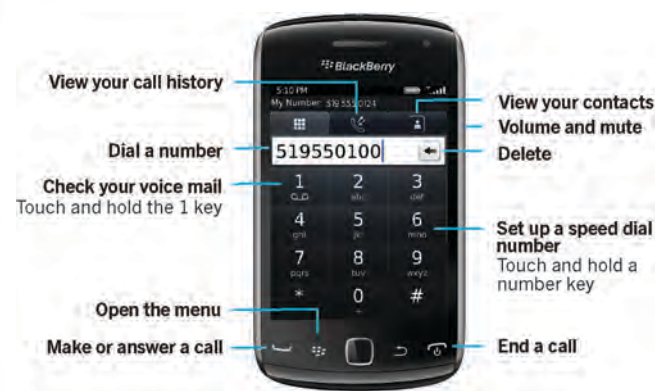 BlackBerry
View your call history
5:10 PM
My Number: 519 555 0124
View your contacts
Volume and mute
Dial a number
519550100
Delete
Check your voice mail
Touch and hold the 1 key
1 2 3
abc def
4 5 6
ghi jkl mno
Set up a speed dial
number
Touch and hold a
number key
7 8 9
pqrs tuv wxyz
* 0 #
+
Open the menu
Make or answer a call
End a call